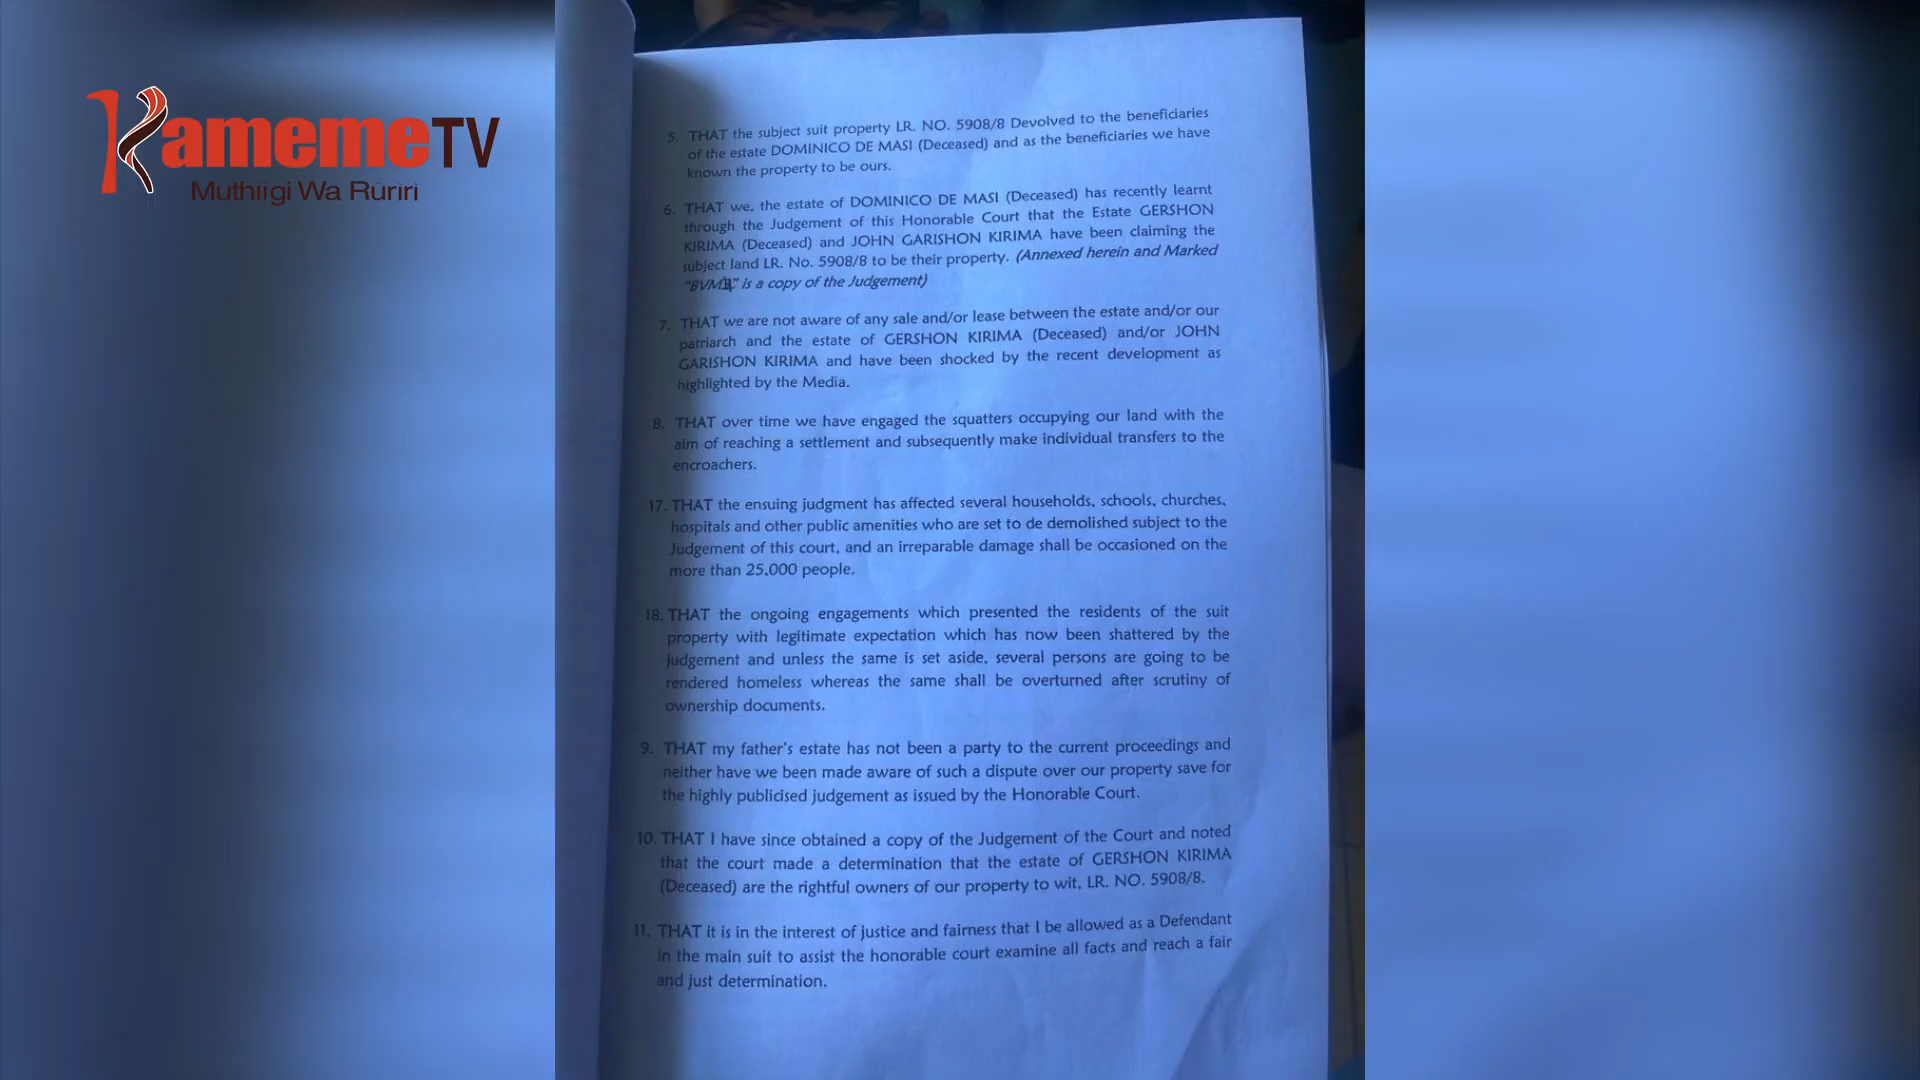 KamemeTV
Mũthiigi Wa Rũrĩrĩ
5. THAT the subject suit property LR. NO. 5908/8 Devolved to the beneficiaries
of the estate DOMINICO DE MASI (Deceased) and as the beneficiaries we have
known the property to be ours.
6. THAT we, the estate of DOMINICO DE MASI (Deceased) has recently learnt
through the Judgement of this Honorable Court that the Estate GERSHON
KIRIMA (Deceased) and JOHN GARISHON KIRIMA have been claiming the
subject land LR. No. 5908/8 to be their property. (Annexed herein and Marked
is a copy of the Judgement)
7. THAT we are not aware of any sale and/or lease between the estate and/or our
patriarch and the estate of GERSHON KIRIMA (Deceased) and/or JOHN
GARISHON KIRIMA and have been shocked by the recent development as
highlighted by the Media.
8. THAT over time we have engaged the squatters occupying our land with the
aim of reaching a settlement and subsequently make individual transfers to the
encroachers.
17. THAT the ensuing judgment has affected several households, schools, churches,
hospitals and other public amenities who are set to de demolished subject to the
Judgement of this court, and an irreparable damage shall be occasioned on the
more than 25,000 people.
18. THAT the ongoing engagements which presented the residents of the suit
property with legitimate expectation which has now been shattered by the
judgement and unless the same is set aside, several persons are going to be
rendered homeless whereas the same shall be overturned after scrutiny of
ownership documents.
9. THAT my father's estate has not been a party to the current proceedings and
neither have we been made aware of such a dispute over our property save for
the highly publicised judgement as issued by the Honorable Court.
10. THAT I have since obtained a copy of the Judgement of the Court and noted
that the court made a determination that the estate of GERSHON KIRIMA
(Deceased) are the rightful owners of our property to wit, LR. NO. 5908/8.
11. THAT it is in the interest of justice and fairness that I be allowed as a Defendant
in the main suit to assist the honorable court examine all facts and reach a fair
and just determination.